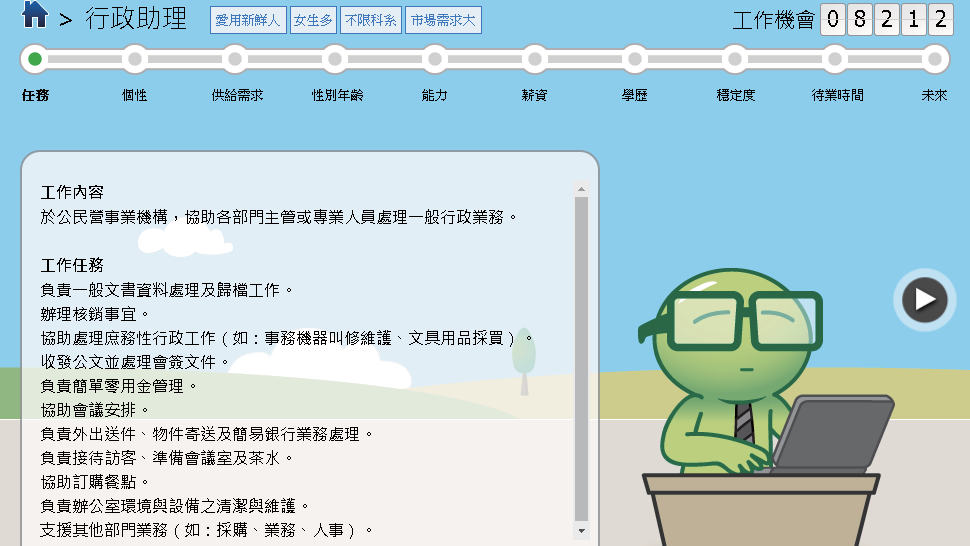 > 行政助理 愛用新鮮人 女生多 不限科系 市場需求大 工作機會 08212
任務 個性 供給需求 性別年齡 能力 薪資 學歷 穩定度 待業時間 未來
工作內容
於公民營事業機構，協助各部門主管或專業人員處理一般行政業務。
工作任務
負責一般文書資料處理及歸檔工作。
辦理核銷事宜。
協助處理庶務性行政工作（如：事務機器叫修維護、文具用品採買）。
收發公文並處理會簽文件。
負責簡單零用金管理。
協助會議安排。
負責外出送件、物件寄送及簡易銀行業務處理。
負責接待訪客、準備會議室及茶水。
協助訂購餐點。
負責辦公室環境與設備之清潔與維護。
支援其他部門業務（如：採購、業務、人事）。